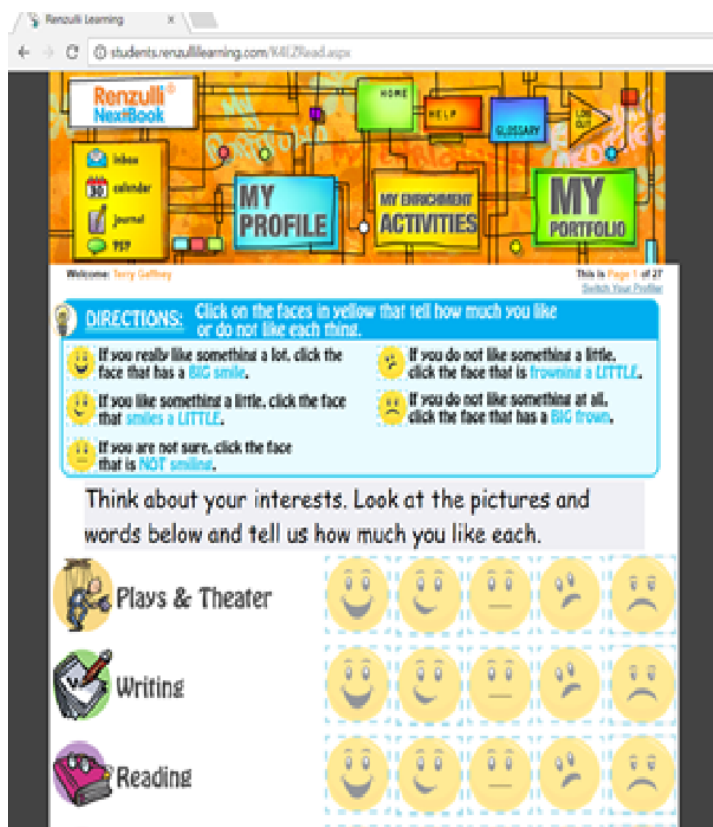 Renzulli Learning
students.renzullilearning.com/K4IZRead.aspx
Renzulli®
NextBook
HOME
HELP
GLOSSARY
LOG OUT
inbox
30 calendar
journal
MY PROFILE
MY ENRICHMENT ACTIVITIES
MY PORTFOLIO
Welcome: Terry Gaffney
This is Page 1 of 27
Switch Your Profiler
DIRECTIONS: Click on the faces in yellow that tell how much you like
or do not like each thing.
If you really like something a lot, click the
face that has a BIG smile.
If you like something a little, click the face
that smiles a LITTLE.
If you are not sure, click the face
that is NOT smiling.
If you do not like something a little,
click the face that is frowning a LITTLE.
If you do not like something at all,
click the face that has a BIG frown.
Think about your interests. Look at the pictures and
words below and tell us how much you like each.
Plays & Theater
Writing
Reading